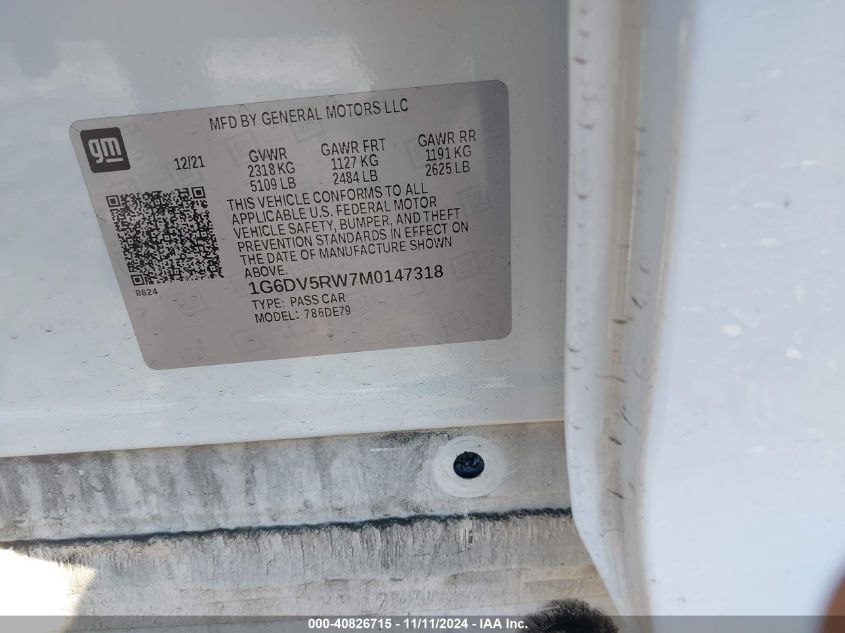 MFD BY GENERAL MOTORS LLC
gm
12/21
GVWR
2318 KG
5109 LB
GAWR FRT
1127 KG
2484 LB
GAWR RR
1191 KG
2625 LB
THIS VEHICLE CONFORMS TO ALL
APPLICABLE U.S. FEDERAL MOTOR
VEHICLE SAFETY, BUMPER, AND THEFT
PREVENTION STANDARDS IN EFFECT ON
THE DATE OF MANUFACTURE SHOWN
ABOVE.
8624
1G6DV5RW7M0147318
TYPE: PASS CAR
MODEL: 786DE79
000-40826715 - 11/11/2024 - IAA Inc.